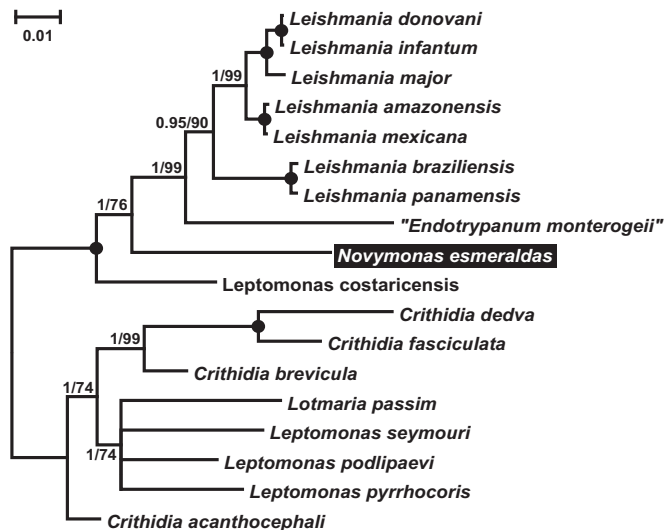 0.01
Leishmania donovani
Leishmania infantum
Leishmania major
1/99
Leishmania amazonensis
0.95/90
Leishmania mexicana
1/99
Leishmania braziliensis
Leishmania panamensis
1/76
"Endotrypanum monterogeii"
Novymonas esmeraldas
Leptomonas costaricensis
Crithidia dedva
1/99
Crithidia fasciculata
Crithidia brevicula
1/74
Lotmaria passim
Leptomonas seymouri
1/74
Leptomonas podlipaevi
Leptomonas pyrrhocoris
Crithidia acanthocephali